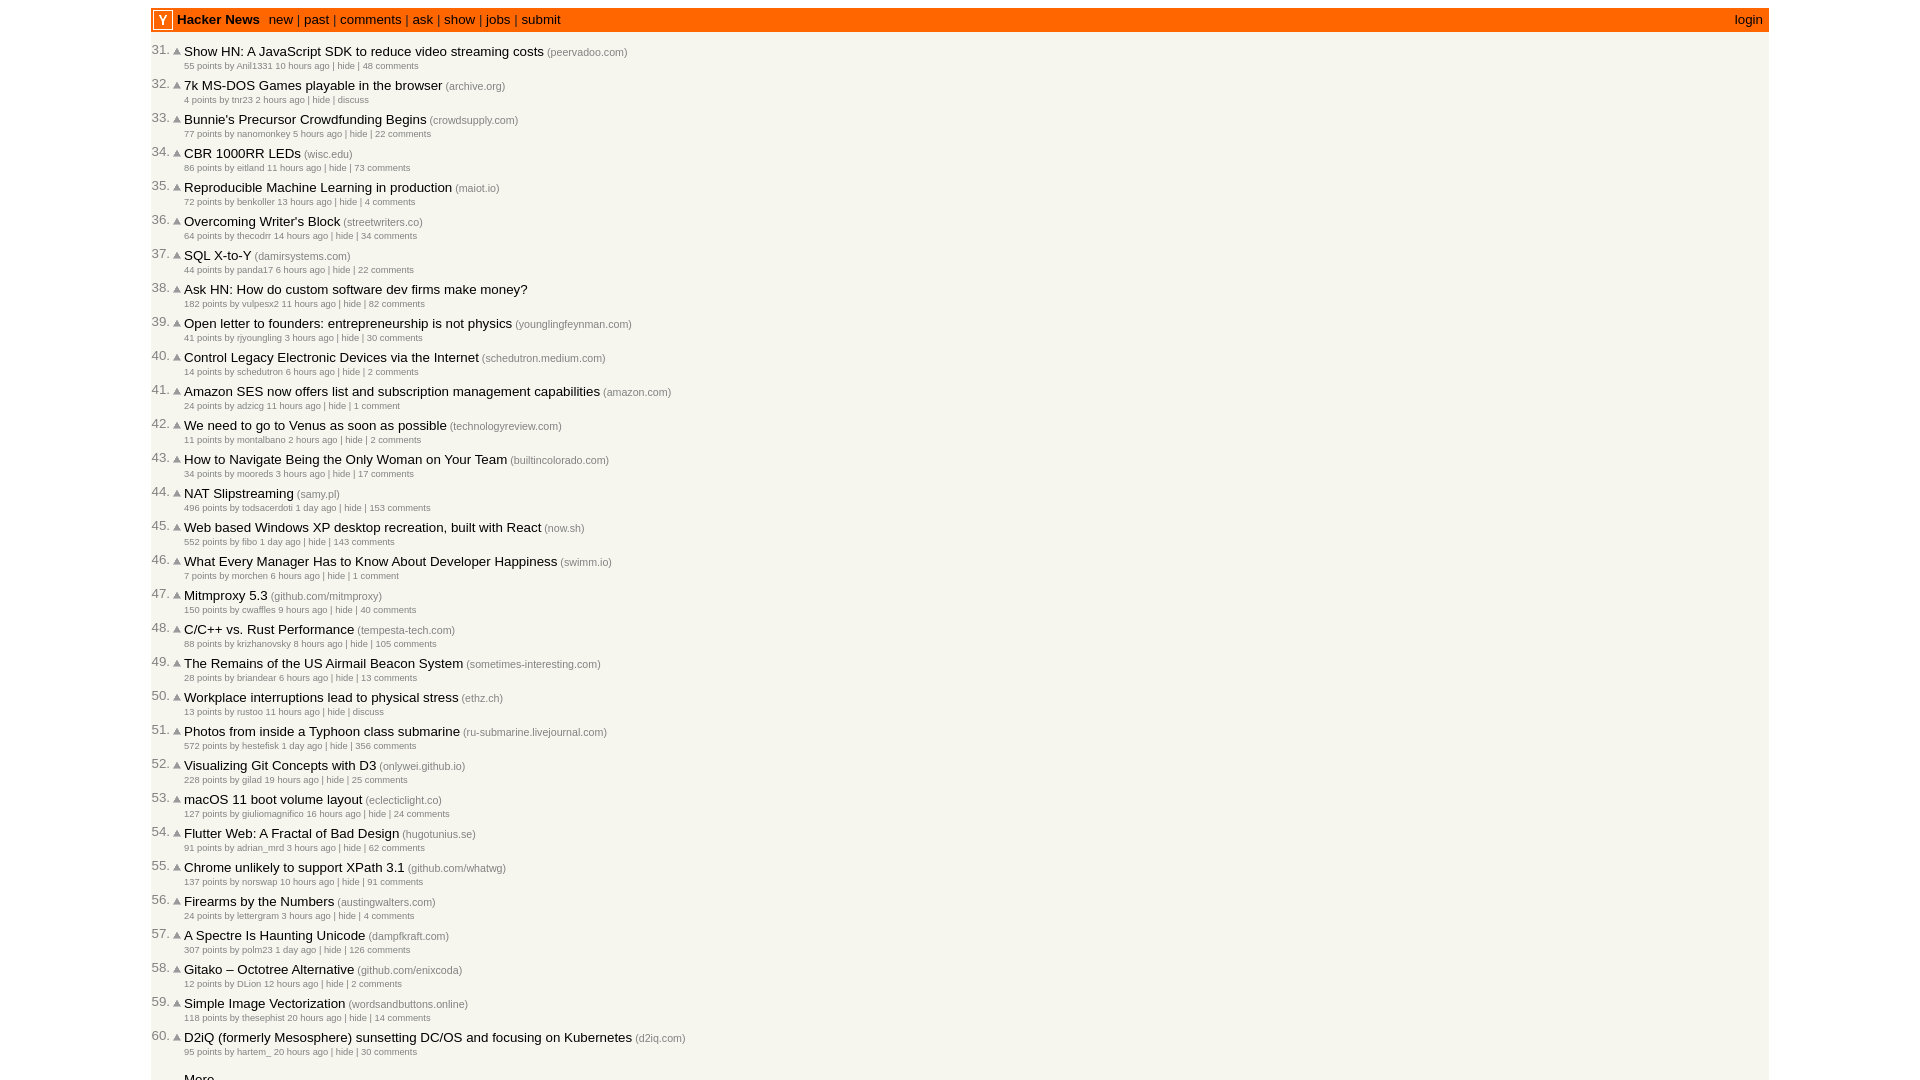 Y Hacker News new | past | comments | ask | show | jobs | submit login
31. Show HN: A JavaScript SDK to reduce video streaming costs (peervadoo.com)
55 points by Anil1331 10 hours ago | hide | 48 comments
32. 7k MS-DOS Games playable in the browser (archive.org)
4 points by tnr23 2 hours ago | hide | discuss
33. Bunnie's Precursor Crowdfunding Begins (crowdsupply.com)
77 points by nanomonkey 5 hours ago | hide | 22 comments
34. CBR 1000RR LEDs (wisc.edu)
86 points by eitland 11 hours ago | hide | 73 comments
35. Reproducible Machine Learning in production (maiot.io)
72 points by benkoller 13 hours ago | hide | 4 comments
36. Overcoming Writer's Block (streetwriters.co)
64 points by thecodrr 14 hours ago | hide | 34 comments
37. SQL X-to-Y (damirsystems.com)
44 points by panda17 6 hours ago | hide | 22 comments
38. Ask HN: How do custom software dev firms make money?
182 points by vulpesx2 11 hours ago | hide | 82 comments
39. Open letter to founders: entrepreneurship is not physics (younglingfeynman.com)
41 points by rjyoungling 3 hours ago | hide | 30 comments
40. Control Legacy Electronic Devices via the Internet (schedutron.medium.com)
14 points by schedutron 6 hours ago | hide | 2 comments
41. Amazon SES now offers list and subscription management capabilities (amazon.com)
24 points by adzicg 11 hours ago | hide | 1 comment
42. We need to go to Venus as soon as possible (technologyreview.com)
11 points by montalbano 2 hours ago | hide | 2 comments
43. How to Navigate Being the Only Woman on Your Team (builtincolorado.com)
34 points by mooreds 3 hours ago | hide | 17 comments
44. NAT Slipstreaming (samy.pl)
496 points by todsacerdoti 1 day ago | hide | 153 comments
45. Web based Windows XP desktop recreation, built with React (now.sh)
552 points by fibo 1 day ago | hide | 143 comments
46. What Every Manager Has to Know About Developer Happiness (swimm.io)
7 points by morchen 6 hours ago | hide | 1 comment
47. Mitmproxy 5.3 (github.com/mitmproxy)
150 points by cwaffles 9 hours ago | hide | 40 comments
48. C/C++ vs. Rust Performance (tempesta-tech.com)
88 points by krizhanovsky 8 hours ago | hide | 105 comments
49. The Remains of the US Airmail Beacon System (sometimes-interesting.com)
28 points by briandear 6 hours ago | hide | 13 comments
50. Workplace interruptions lead to physical stress (ethz.ch)
13 points by rustoo 11 hours ago | hide | discuss
51. Photos from inside a Typhoon class submarine (ru-submarine.livejournal.com)
572 points by hestefisk 1 day ago | hide | 356 comments
52. Visualizing Git Concepts with D3 (onlywei.github.io)
228 points by gilad 19 hours ago | hide | 25 comments
53. macOS 11 boot volume layout (eclecticlight.co)
127 points by giuliomagnifico 16 hours ago | hide | 24 comments
54. Flutter Web: A Fractal of Bad Design (hugotunius.se)
91 points by adrian_mrd 3 hours ago | hide | 62 comments
55. Chrome unlikely to support XPath 3.1 (github.com/whatwg)
137 points by norswap 10 hours ago | hide | 91 comments
56. Firearms by the Numbers (austingwalters.com)
24 points by lettergram 3 hours ago | hide | 4 comments
57. A Spectre Is Haunting Unicode (dampfkraft.com)
307 points by polm23 1 day ago | hide | 126 comments
58. Gitako – Octotree Alternative (github.com/enixcoda)
12 points by DLion 12 hours ago | hide | 2 comments
59. Simple Image Vectorization (wordsandbuttons.online)
118 points by thesephist 20 hours ago | hide | 14 comments
60. D2iQ (formerly Mesosphere) sunsetting DC/OS and focusing on Kubernetes (d2iq.com)
95 points by hartem_ 20 hours ago | hide | 30 comments
More